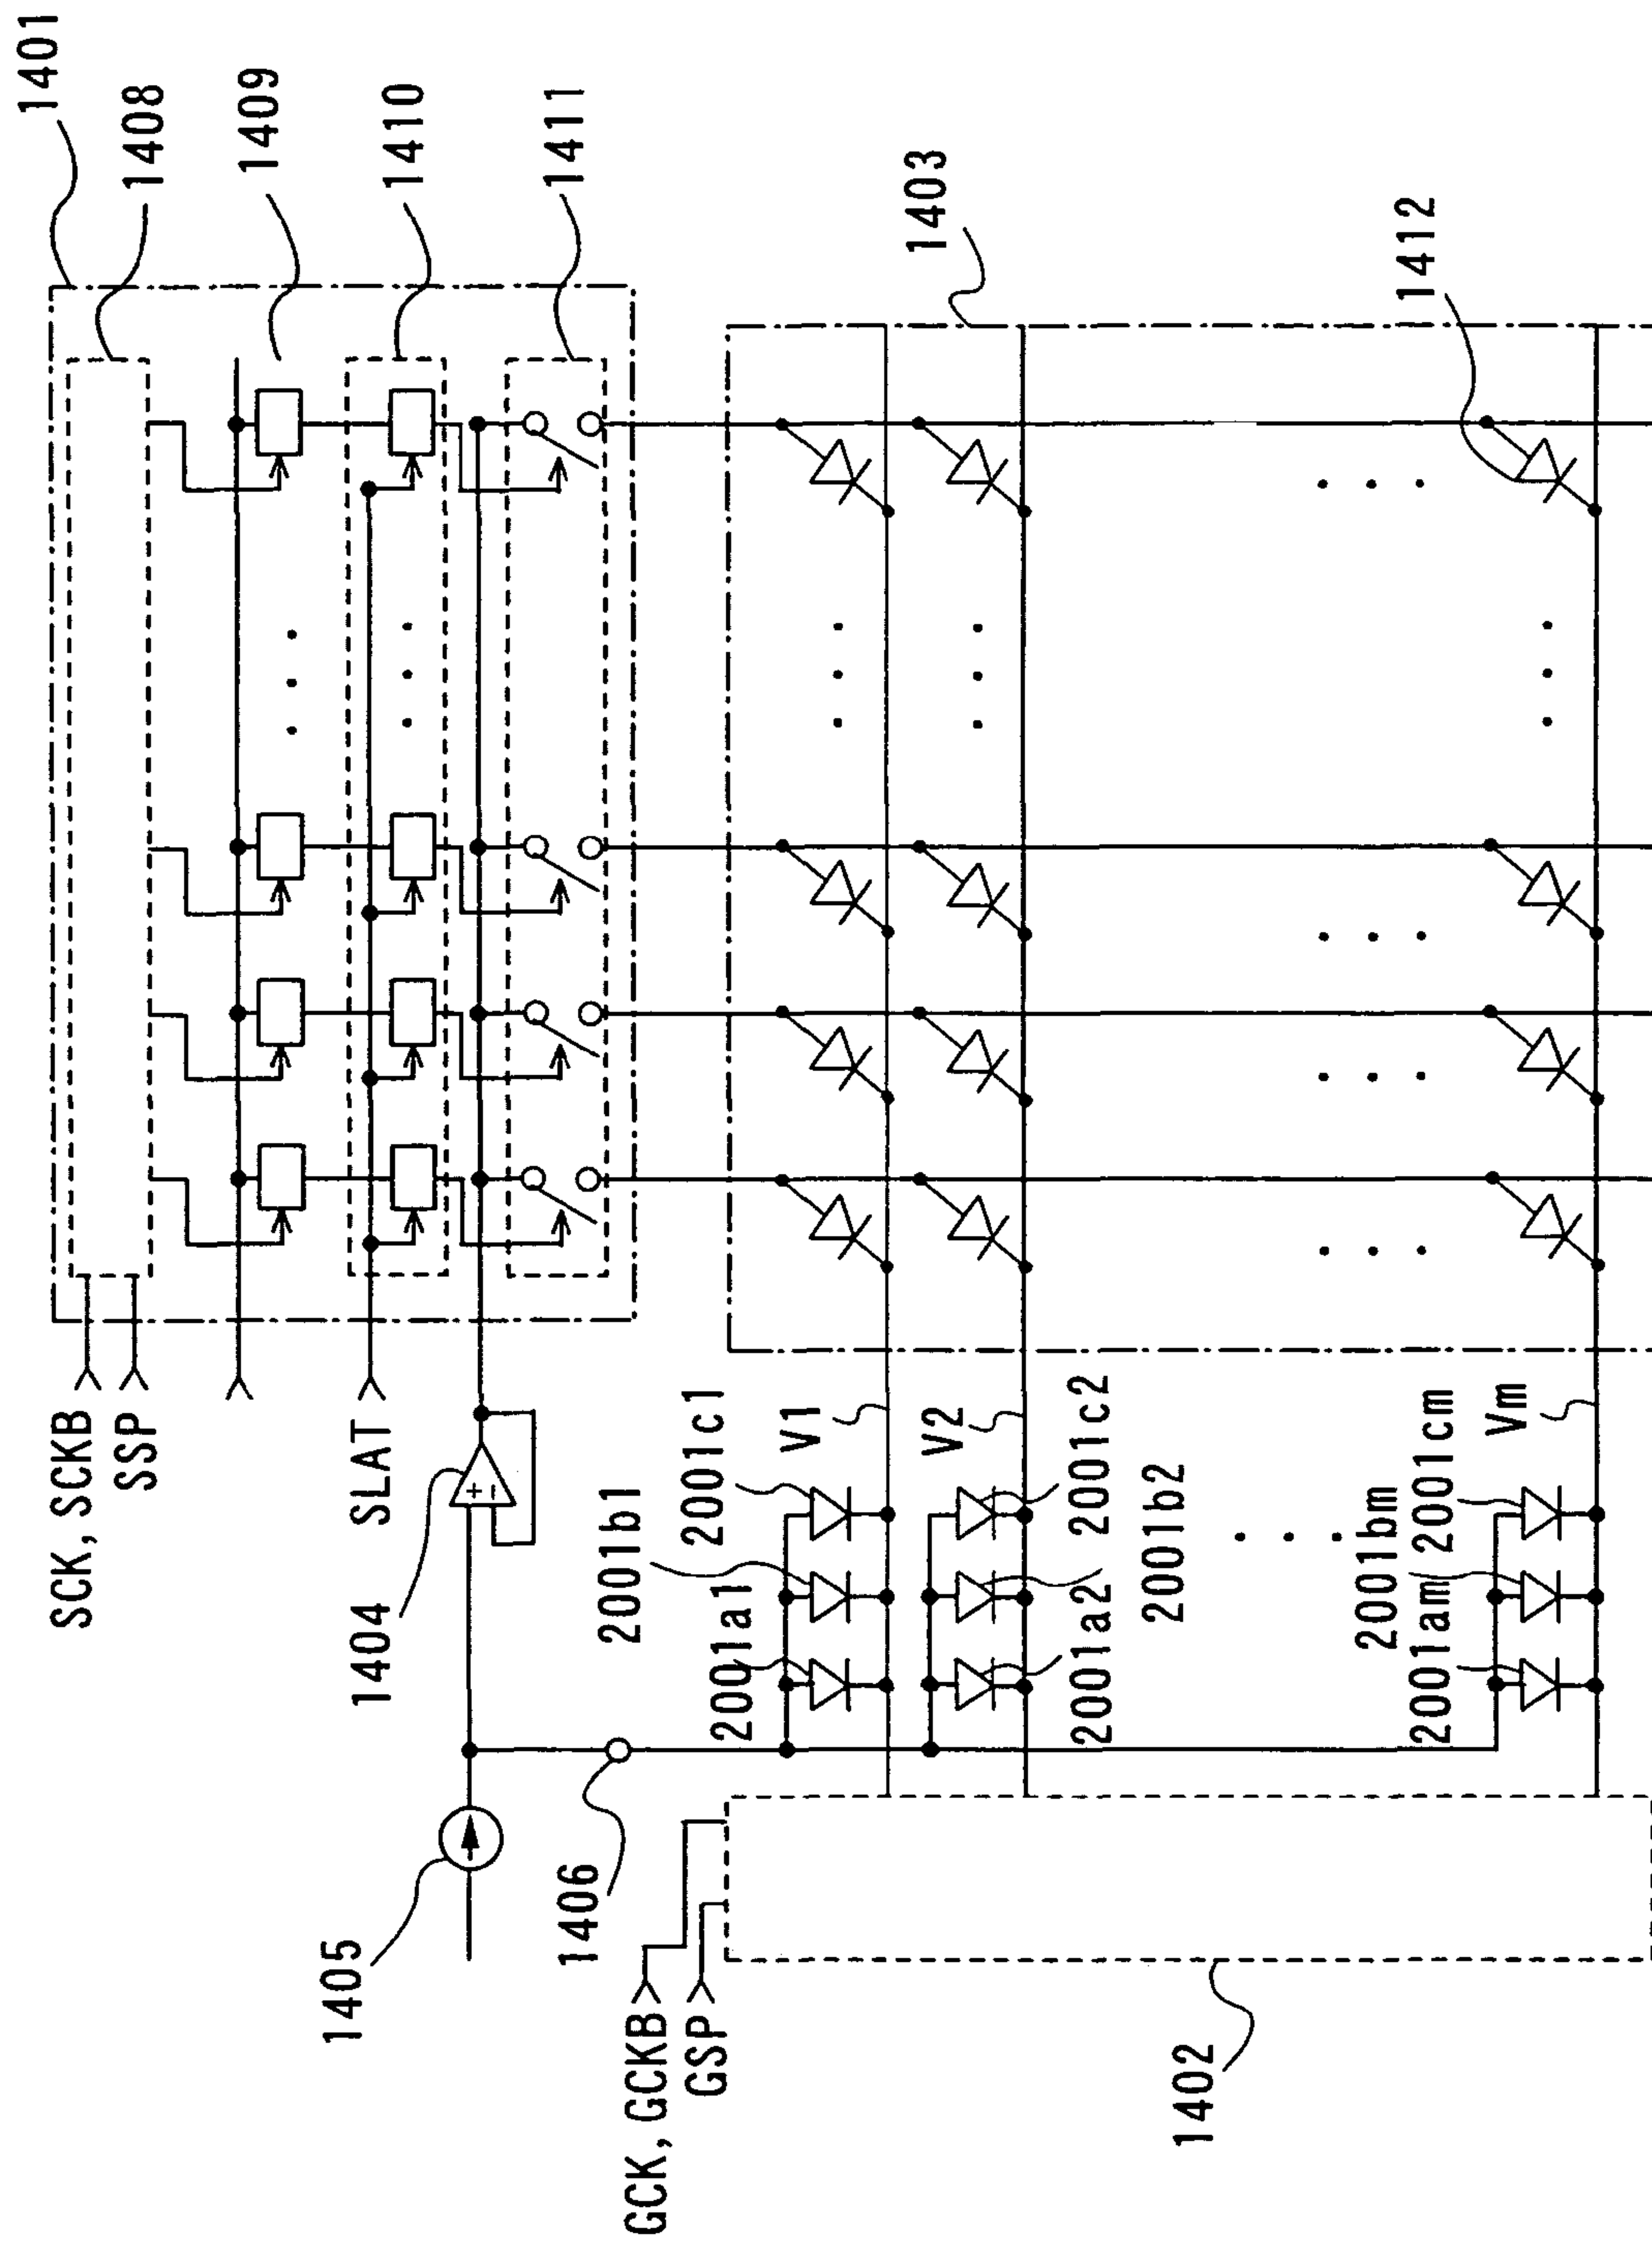 1401
1408
1409
1410
1411
1403
1412
SCK, SCKB
SSP
SLAT
1404
1405
1406
2001a1
2001b1
2001c1
V1
V2
2001a2
2001c2
2001b2
2001am
2001bm
2001cm
Vm
GCK, GCKB
GSP
1402